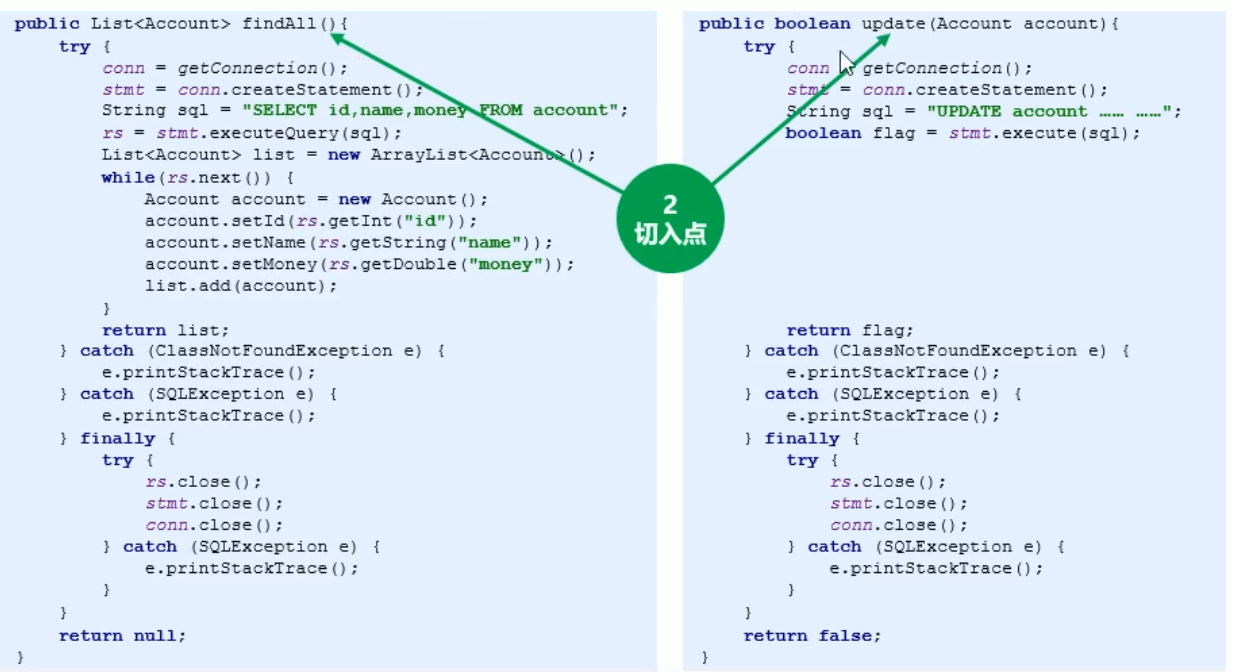 public List<Account> findAll(){
    try {
        conn = getConnection();
        stmt = conn.createStatement();
        String sql = "SELECT id,name,money FROM account";
        rs = stmt.executeQuery(sql);
        List<Account> list = new ArrayList<Account>();
        while(rs.next()) {
            Account account = new Account();
            account.setId(rs.getInt("id"));
            account.setName(rs.getString("name"));
            account.setMoney(rs.getDouble("money"));
            list.add(account);
        }
        return list;
    } catch (ClassNotFoundException e) {
        e.printStackTrace();
    } catch (SQLException e) {
        e.printStackTrace();
    } finally {
        try {
            rs.close();
            stmt.close();
            conn.close();
        } catch (SQLException e) {
            e.printStackTrace();
        }
    }
    return null;
}
2
切入点
public boolean update(Account account){
    try {
        conn = getConnection();
        stmt = conn.createStatement();
        String sql = "UPDATE account …… ……";
        boolean flag = stmt.execute(sql);
        return flag;
    } catch (ClassNotFoundException e) {
        e.printStackTrace();
    } catch (SQLException e) {
        e.printStackTrace();
    } finally {
        try {
            rs.close();
            stmt.close();
            conn.close();
        } catch (SQLException e) {
            e.printStackTrace();
        }
    }
    return false;
}